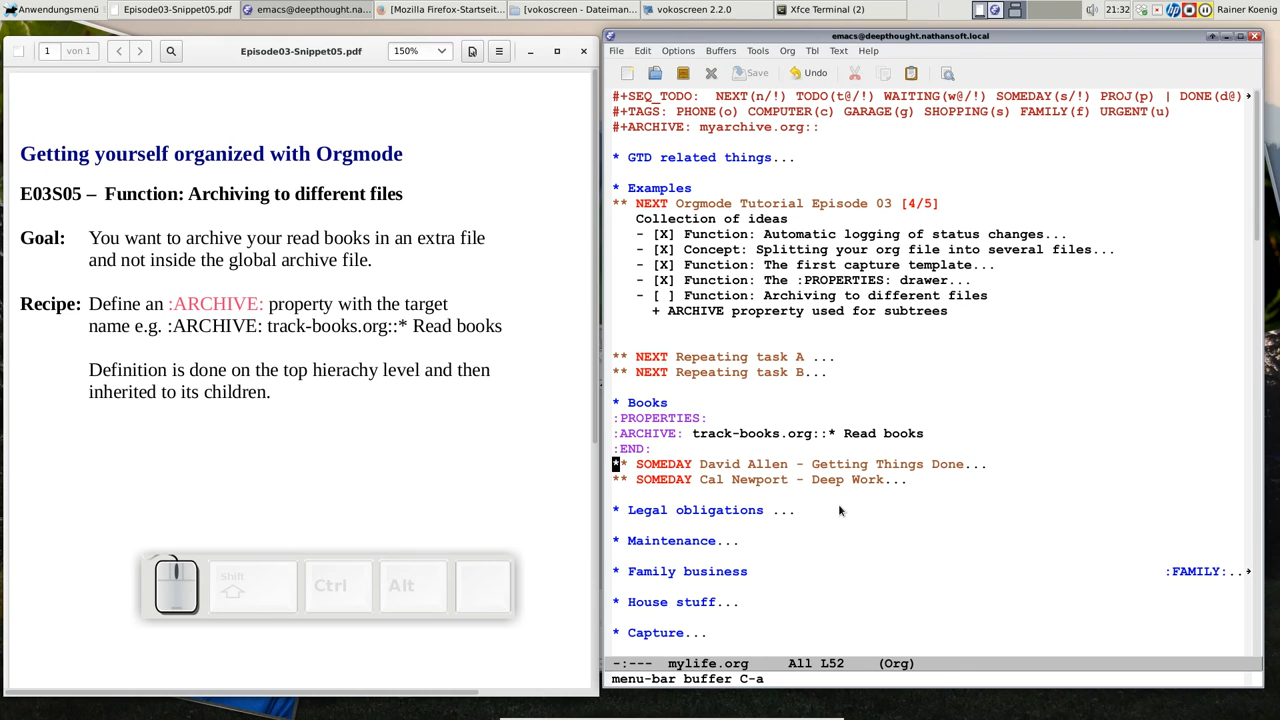 Anwendungsmenü
Episode03-Snippet05.pdf
emacs@deepthought.na...
[Mozilla Firefox-Startseit...
[vokoscreen - Dateiman...
vokoscreen 2.2.0
Xfce Terminal (2)
21:32
Rainer Koenig
1 von 1
Episode03-Snippet05.pdf
150%
Getting yourself organized with Orgmode
E03S05 – Function: Archiving to different files
Goal: You want to archive your read books in an extra file
and not inside the global archive file.
Recipe: Define an :ARCHIVE: property with the target
name e.g. :ARCHIVE: track-books.org::* Read books
Definition is done on the top hierachy level and then
inherited to its children.
Shift
Ctrl
Alt
emacs@deepthought.nathansoft.local
File Edit Options Buffers Tools Org Tbl Text Help
Save Undo
#+SEQ_TODO: NEXT(n/!) TODO(t@/!) WAITING(w@/!) SOMEDAY(s/!) PROJ(p) | DONE(d@)
#+TAGS: PHONE(o) COMPUTER(c) GARAGE(g) SHOPPING(s) FAMILY(f) URGENT(u)
#+ARCHIVE: myarchive.org::
* GTD related things...
* Examples
** NEXT Orgmode Tutorial Episode 03 [4/5]
Collection of ideas
- [X] Function: Automatic logging of status changes...
- [X] Concept: Splitting your org file into several files...
- [X] Function: The first capture template...
- [X] Function: The :PROPERTIES: drawer...
- [ ] Function: Archiving to different files
+ ARCHIVE proprerty used for subtrees
** NEXT Repeating task A ...
** NEXT Repeating task B...
* Books
:PROPERTIES:
:ARCHIVE: track-books.org::* Read books
:END:
** SOMEDAY David Allen - Getting Things Done...
** SOMEDAY Cal Newport - Deep Work...
* Legal obligations ...
* Maintenance...
* Family business :FAMILY:...
* House stuff...
* Capture...
-:--- mylife.org All L52 (Org)
menu-bar buffer C-a